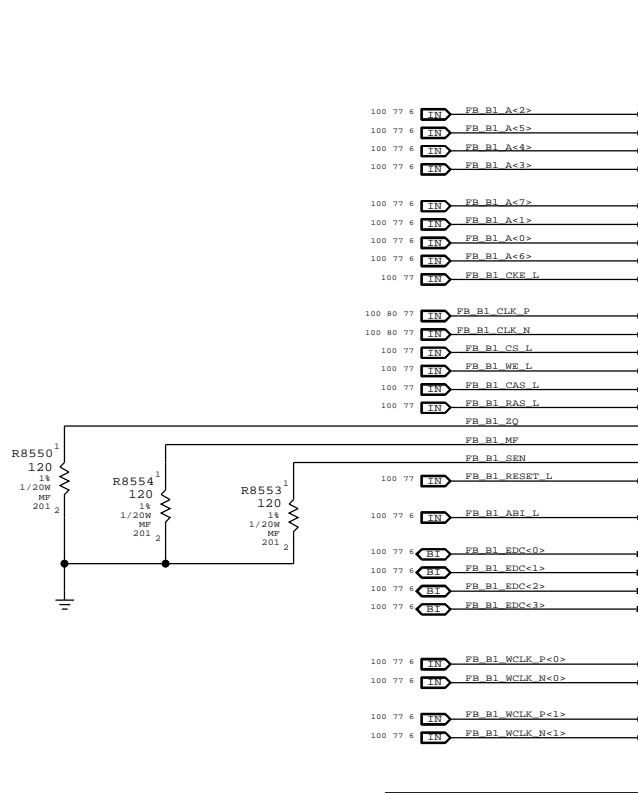 100 77 6 IN FB_B1_A<2>
100 77 6 IN FB_B1_A<5>
100 77 6 IN FB_B1_A<4>
100 77 6 IN FB_B1_A<3>
100 77 6 IN FB_B1_A<7>
100 77 6 IN FB_B1_A<1>
100 77 6 IN FB_B1_A<0>
100 77 6 IN FB_B1_A<6>
100 77 IN FB_B1_CKE_L
100 80 77 IN FB_B1_CLK_P
100 80 77 IN FB_B1_CLK_N
100 77 IN FB_B1_CS_L
100 77 IN FB_B1_WE_L
100 77 IN FB_B1_CAS_L
100 77 IN FB_B1_RAS_L
FB_B1_ZQ
FB_B1_MF
FB_B1_SEN
100 77 IN FB_B1_RESET_L
100 77 6 IN FB_B1_ABI_L
100 77 6 BI FB_B1_EDC<0>
100 77 6 BI FB_B1_EDC<1>
100 77 6 BI FB_B1_EDC<2>
100 77 6 BI FB_B1_EDC<3>
100 77 6 IN FB_B1_WCLK_P<0>
100 77 6 IN FB_B1_WCLK_N<0>
100 77 6 IN FB_B1_WCLK_P<1>
100 77 6 IN FB_B1_WCLK_N<1>
R8550 1
120
1%
1/20W
MF
201 2
R8554 1
120
1%
1/20W
MF
201 2
R8553 1
120
1%
1/20W
MF
201 2